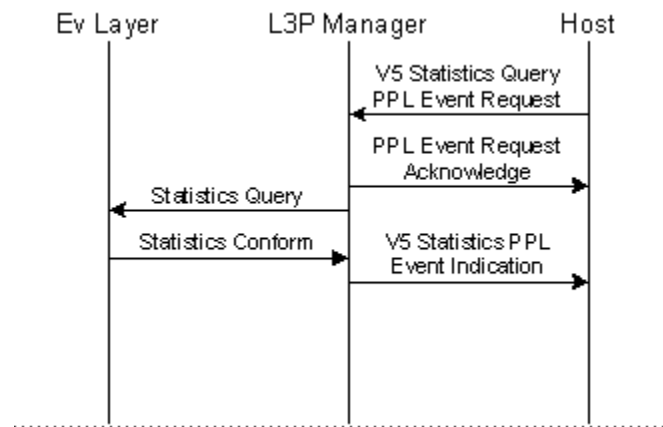 Ev Layer L3P Manager Host
V5 Statistics Query
PPL Event Request
PPL Event Request
Acknowledge
Statistics Query
Statistics Conform
V5 Statistics PPL
Event Indication